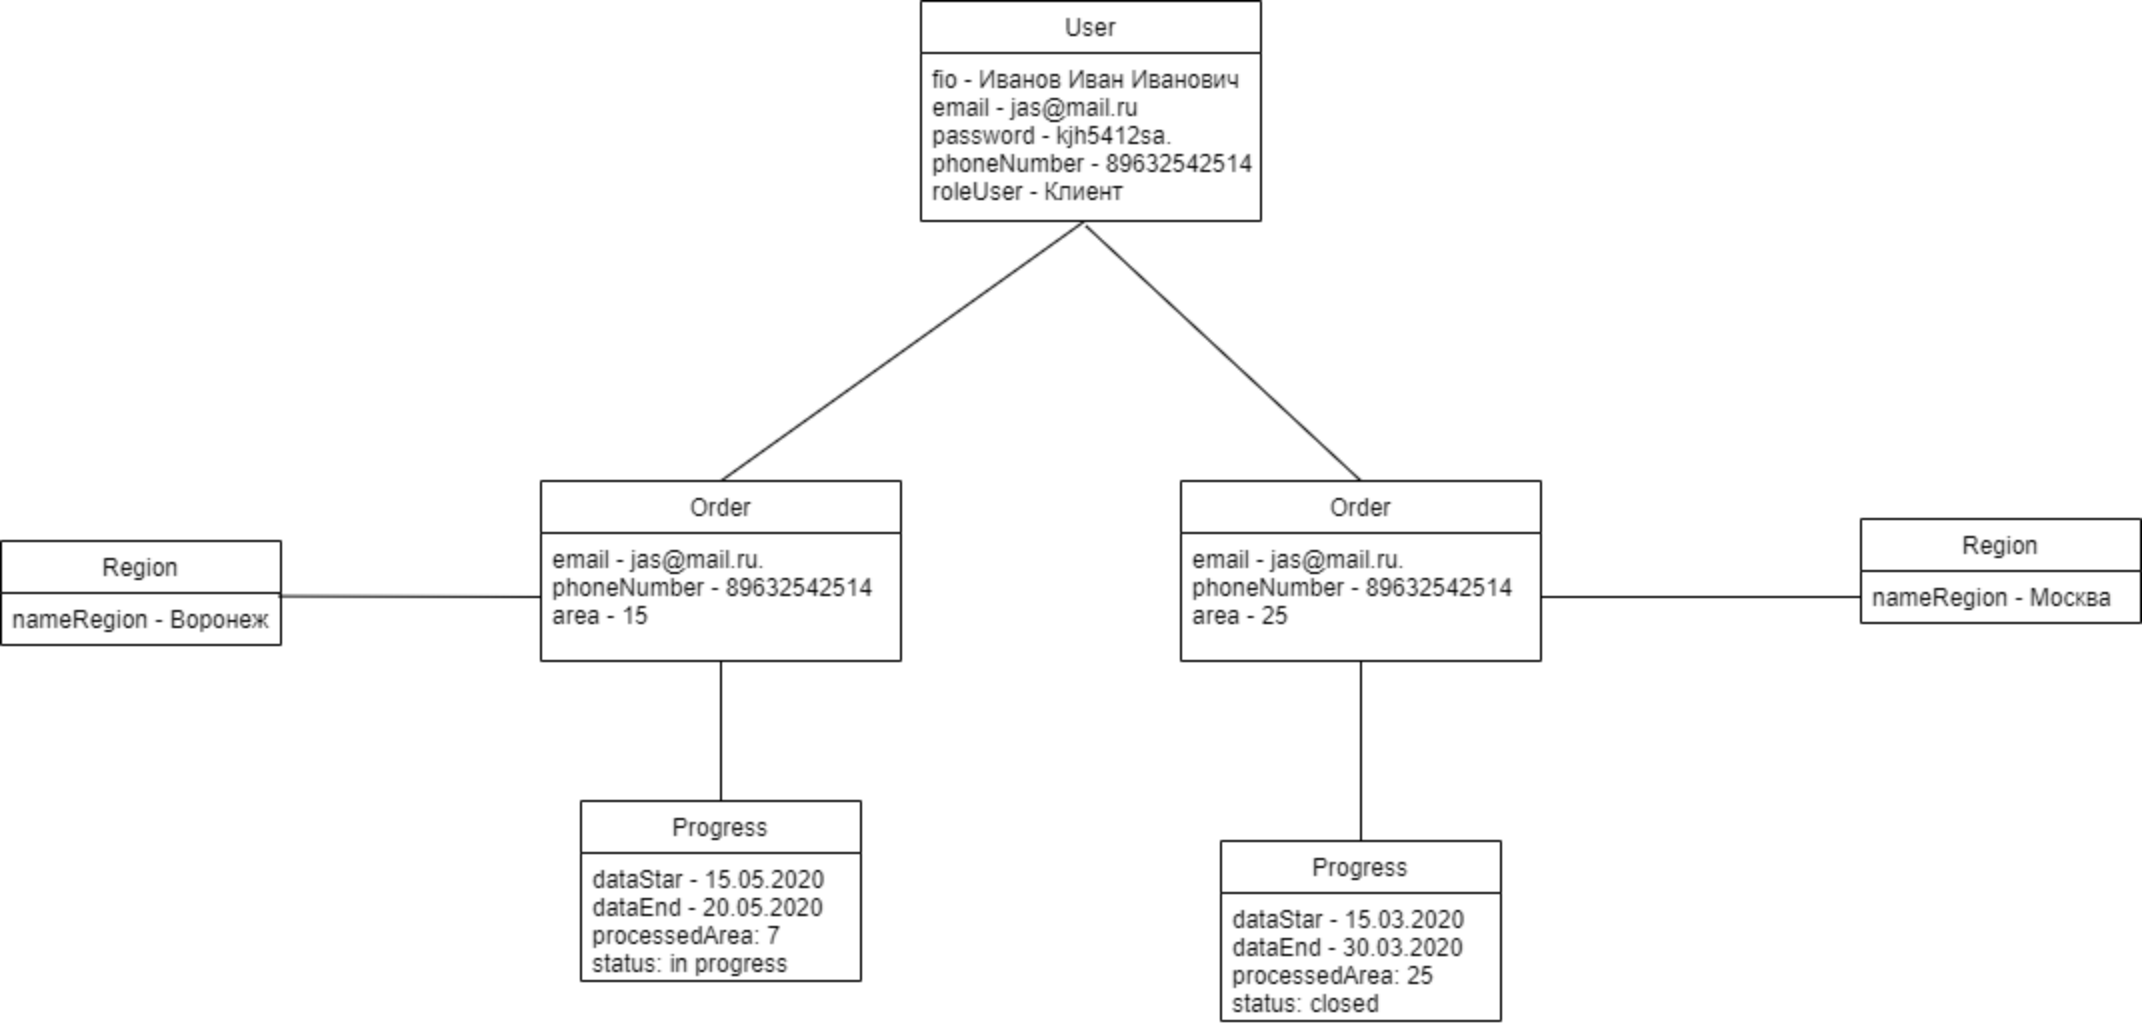 User
fio - Иванов Иван Иванович
email - jas@mail.ru
password - kjh5412sa.
phoneNumber - 89632542514
roleUser - Клиент
Region
nameRegion - Воронеж
Order
email - jas@mail.ru.
phoneNumber - 89632542514
area - 15
Order
email - jas@mail.ru.
phoneNumber - 89632542514
area - 25
Region
nameRegion - Москва
Progress
dataStar - 15.05.2020
dataEnd - 20.05.2020
processedArea: 7
status: in progress
Progress
dataStar - 15.03.2020
dataEnd - 30.03.2020
processedArea: 25
status: closed